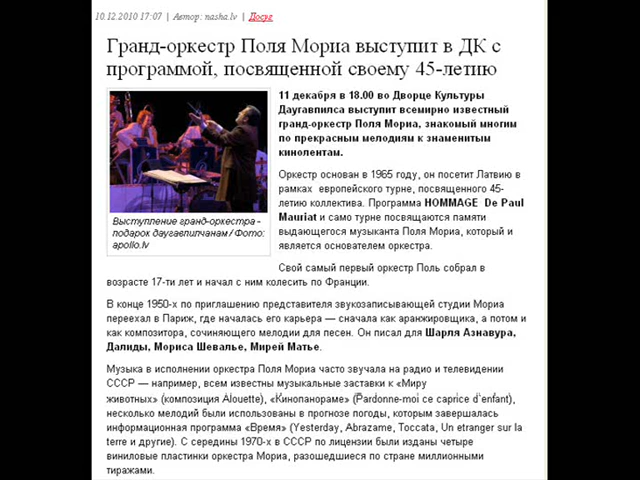 10.12.2010 17:07 | Автор: nasha.lv | Досуг
Гранд-оркестр Поля Мориа выступит в ДК с
программой, посвященной своему 45-летию
11 декабря в 18.00 во Дворце Культуры
Даугавпилса выступит всемирно известный
гранд-оркестр Поля Мориа, знакомый многим
по прекрасным мелодиям к знаменитым
кинолентам.
Оркестр основан в 1965 году, он посетит Латвию в
рамках европейского турне, посвященного 45-
летию коллектива. Программа HOMMAGE De Paul
Mauriat и само турне посвящаются памяти
выдающегося музыканта Поля Мориа, который и
является основателем оркестра.
Выступление гранд-оркестра -
подарок даугавпилчанам / Фото:
apollo.lv
Свой самый первый оркестр Поль собрал в
возрасте 17-ти лет и начал с ним колесить по Франции.
В конце 1950-х по приглашению представителя звукозаписывающей студии Мориа
переехал в Париж, где началась его карьера — сначала как аранжировщика, а потом и
как композитора, сочиняющего мелодии для песен. Он писал для Шарля Азнавура,
Далиды, Мориса Шевалье, Мирей Матье.
Музыка в исполнении оркестра Поля Мориа часто звучала на радио и телевидении
СССР — например, всем известны музыкальные заставки к «Миру
животных» (композиция Alouette), «Кинопанораме» (Pardonne-moi ce caprice d`enfant),
несколько мелодий были использованы в прогнозе погоды, которым завершалась
информационная программа «Время» (Yesterday, Abrazame, Toccata, Un etranger sur la
terre и другие). С середины 1970-х в СССР по лицензии были изданы четыре
виниловые пластинки оркестра Мориа, разошедшиеся по стране миллионными
тиражами.